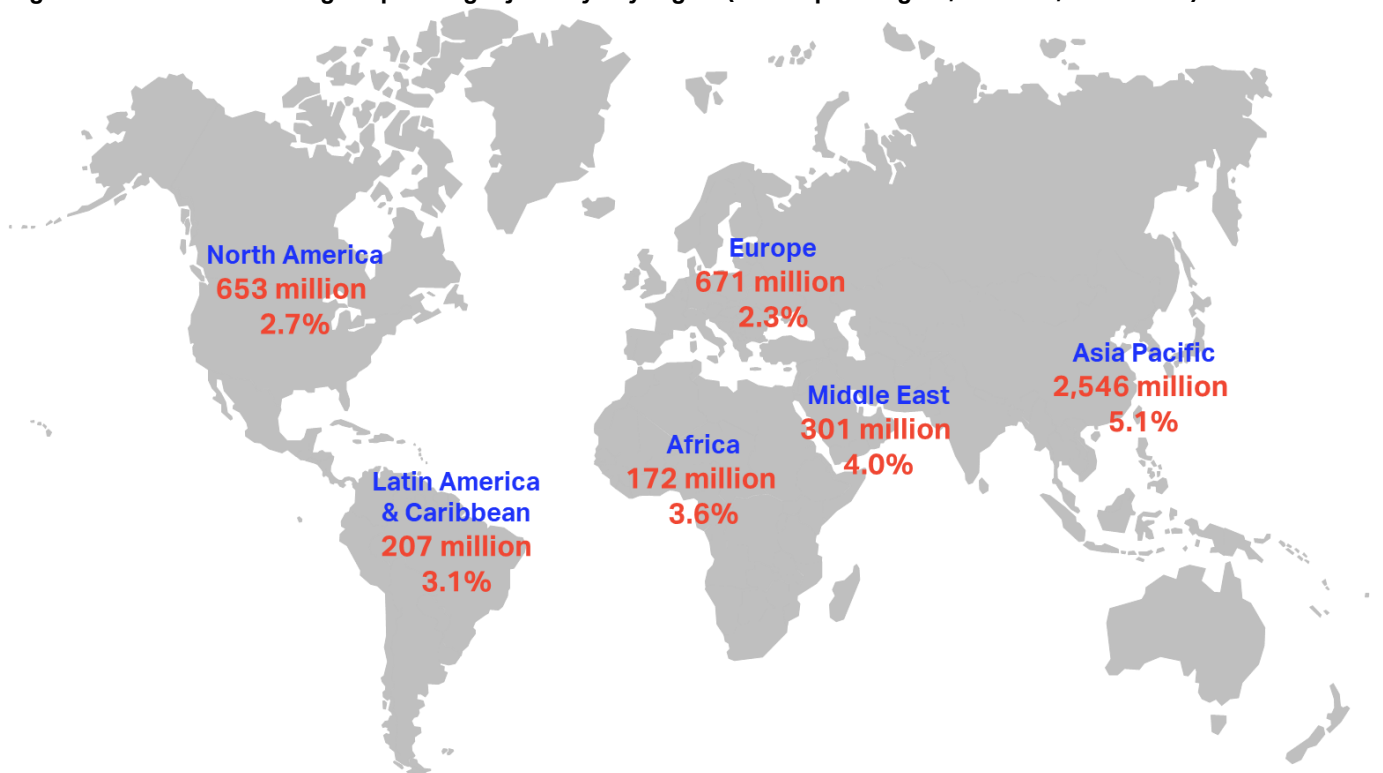 North America
653 million
2.7%
Europe
671 million
2.3%
Asia Pacific
2,546 million
5.1%
Middle East
301 million
4.0%
Africa
172 million
3.6%
Latin America
& Caribbean
207 million
3.1%